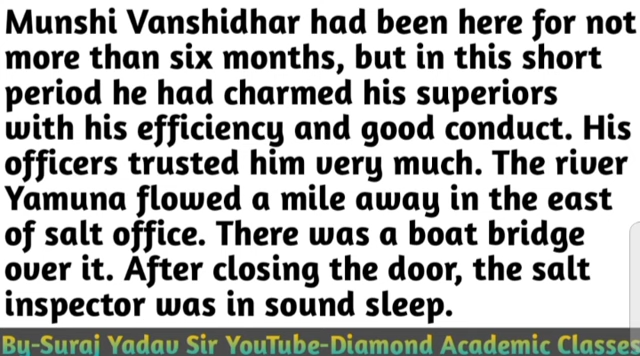 Munshi Vanshidhar had been here for not
more than six months, but in this short
period he had charmed his superiors
with his efficiency and good conduct. His
officers trusted him very much. The river
Yamuna flowed a mile away in the east
of salt office. There was a boat bridge
over it. After closing the door, the salt
inspector was in sound sleep.
By-Suraj Yadav Sir YouTube-Diamond Academic Classes